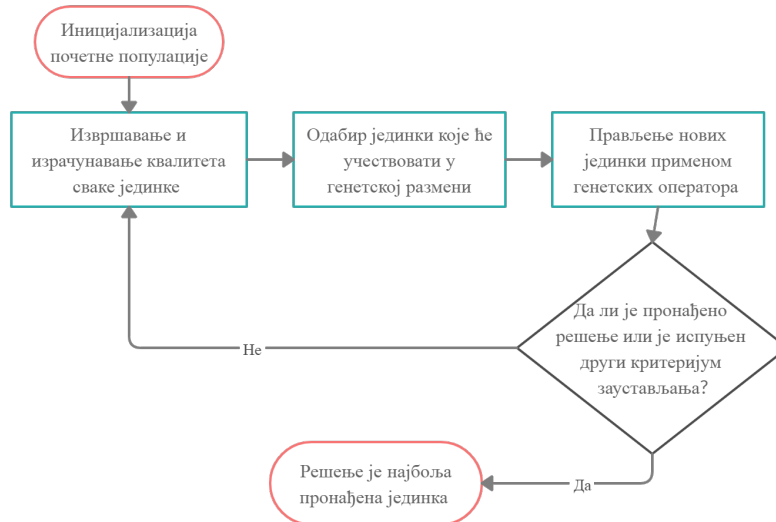 Иницијализација
почетне популације
Извршавање и
израчунавање квалитета
сваке јединке
Одабир јединки које ће
учествовати у
генетској размени
Прављење нових
јединки применом
генетских оператора
Да ли је пронађено
решење или је испуњен
други критеријум
заустављања?
Не
Решење је најбоља
пронађена јединка
Да